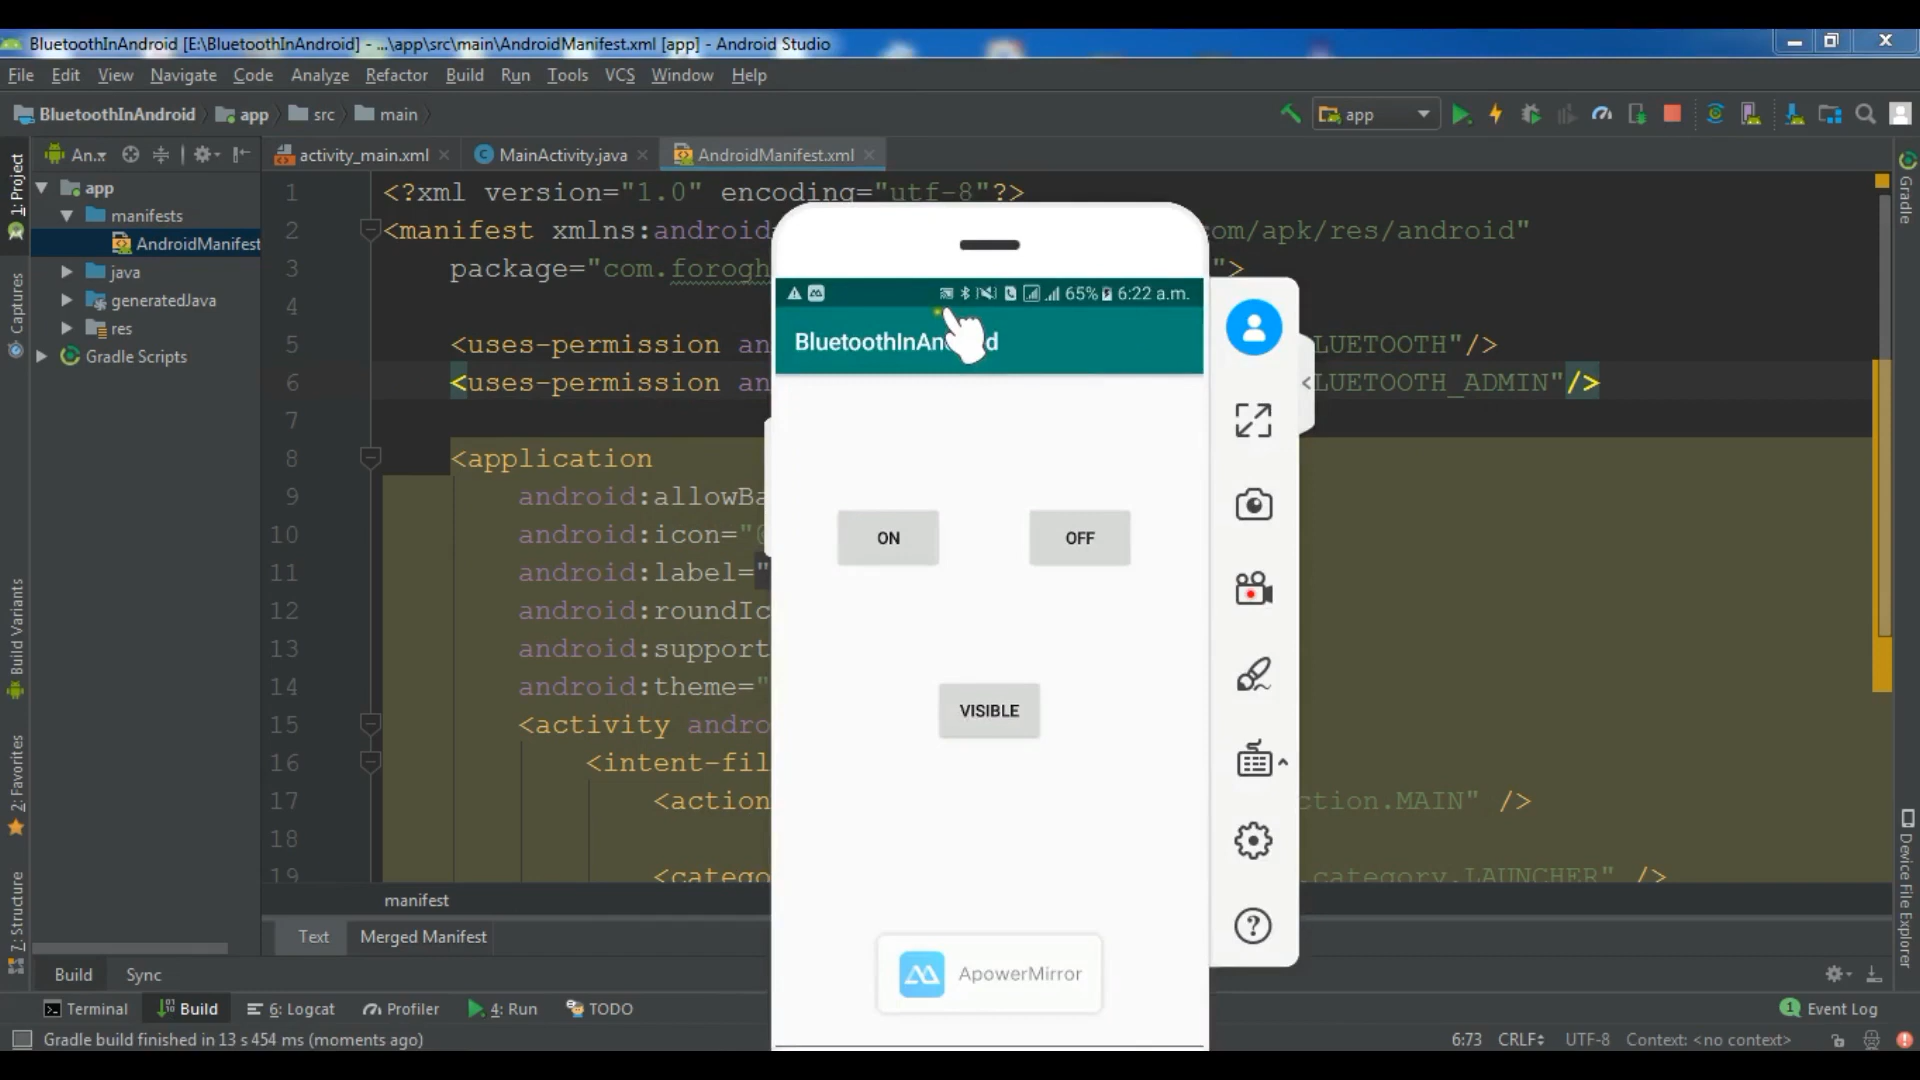 BluetoothInAndroid [E:\BluetoothInAndroid] - ...\app\src\main\AndroidManifest.xml [app] - Android Studio
File Edit View Navigate Code Analyze Refactor Build Run Tools VCS Window Help
BluetoothInAndroid app src main
app
1: Project
An..
activity_main.xml
MainActivity.java
AndroidManifest.xml
Gradle
app
manifests
AndroidManifest
java
generatedJava
res
Gradle Scripts
Captures
Build Variants
2: Favorites
7: Structure
1 <?xml version="1.0" encoding="utf-8"?>
2 <manifest xmlns:android om/apk/res/android"
3 package="com.forogh ">
4
5 <uses-permission an LUETOOTH"/>
6 <uses-permission an LUETOOTH_ADMIN"/>
7
8 <application
9 android:allowBa
10 android:icon="@
11 android:label="
12 android:roundIc
13 android:support
14 android:theme="
15 <activity andro
16 <intent-fil
17 <action ction.MAIN" />
18
19 <catego .category.LAUNCHER" />
65% 6:22 a.m.
BluetoothInAn d
ON
OFF
VISIBLE
ApowerMirror
manifest
Text Merged Manifest
Build Sync
Terminal Build 6: Logcat Profiler 4: Run TODO
1 Event Log
Device File Explorer
Gradle build finished in 13 s 454 ms (moments ago)
6:73 CRLF UTF-8 Context: <no context>